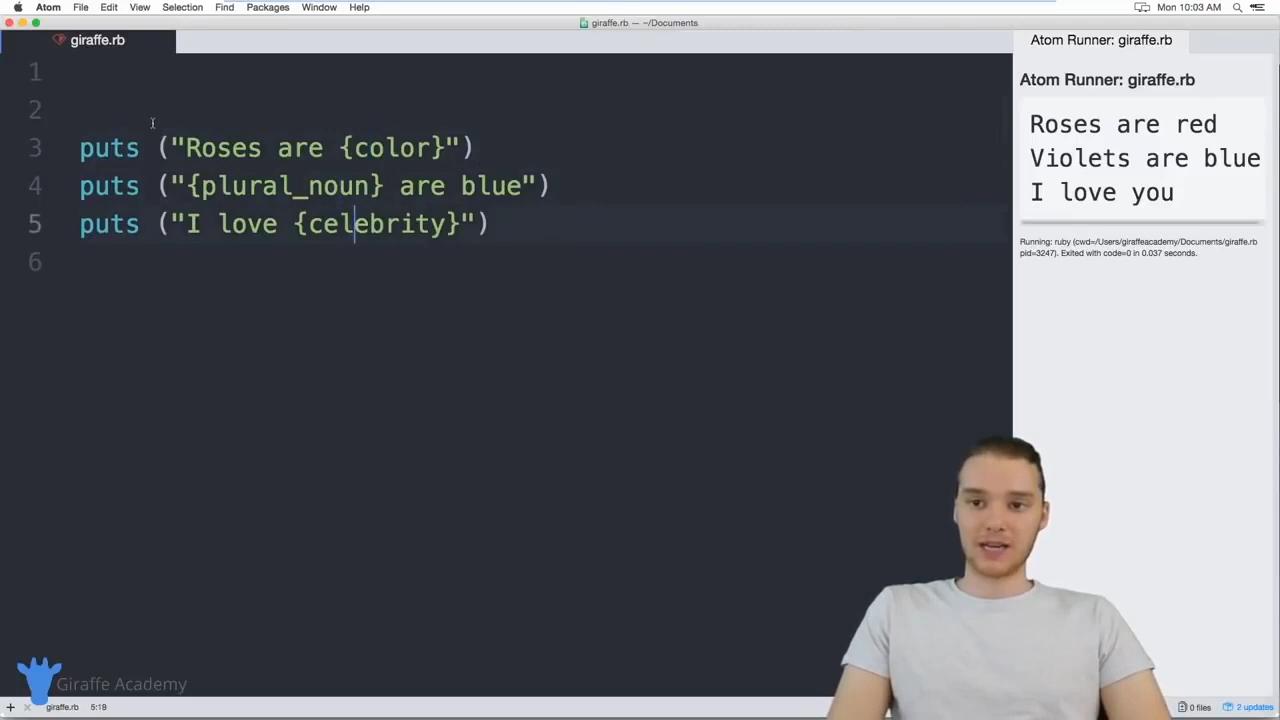 Atom File Edit View Selection Find Packages Window Help Mon 10:03 AM
giraffe.rb — ~/Documents
giraffe.rb
Atom Runner: giraffe.rb
1
2
3 puts ("Roses are {color}")
4 puts ("{plural_noun} are blue")
5 puts ("I love {celebrity}")
6
Atom Runner: giraffe.rb
Roses are red
Violets are blue
I love you
Running: ruby (cwd=/Users/giraffeacademy/Documents/giraffe.rb
pid=3247). Exited with code=0 in 0.037 seconds.
Giraffe Academy
giraffe.rb 5:19 0 files 2 updates